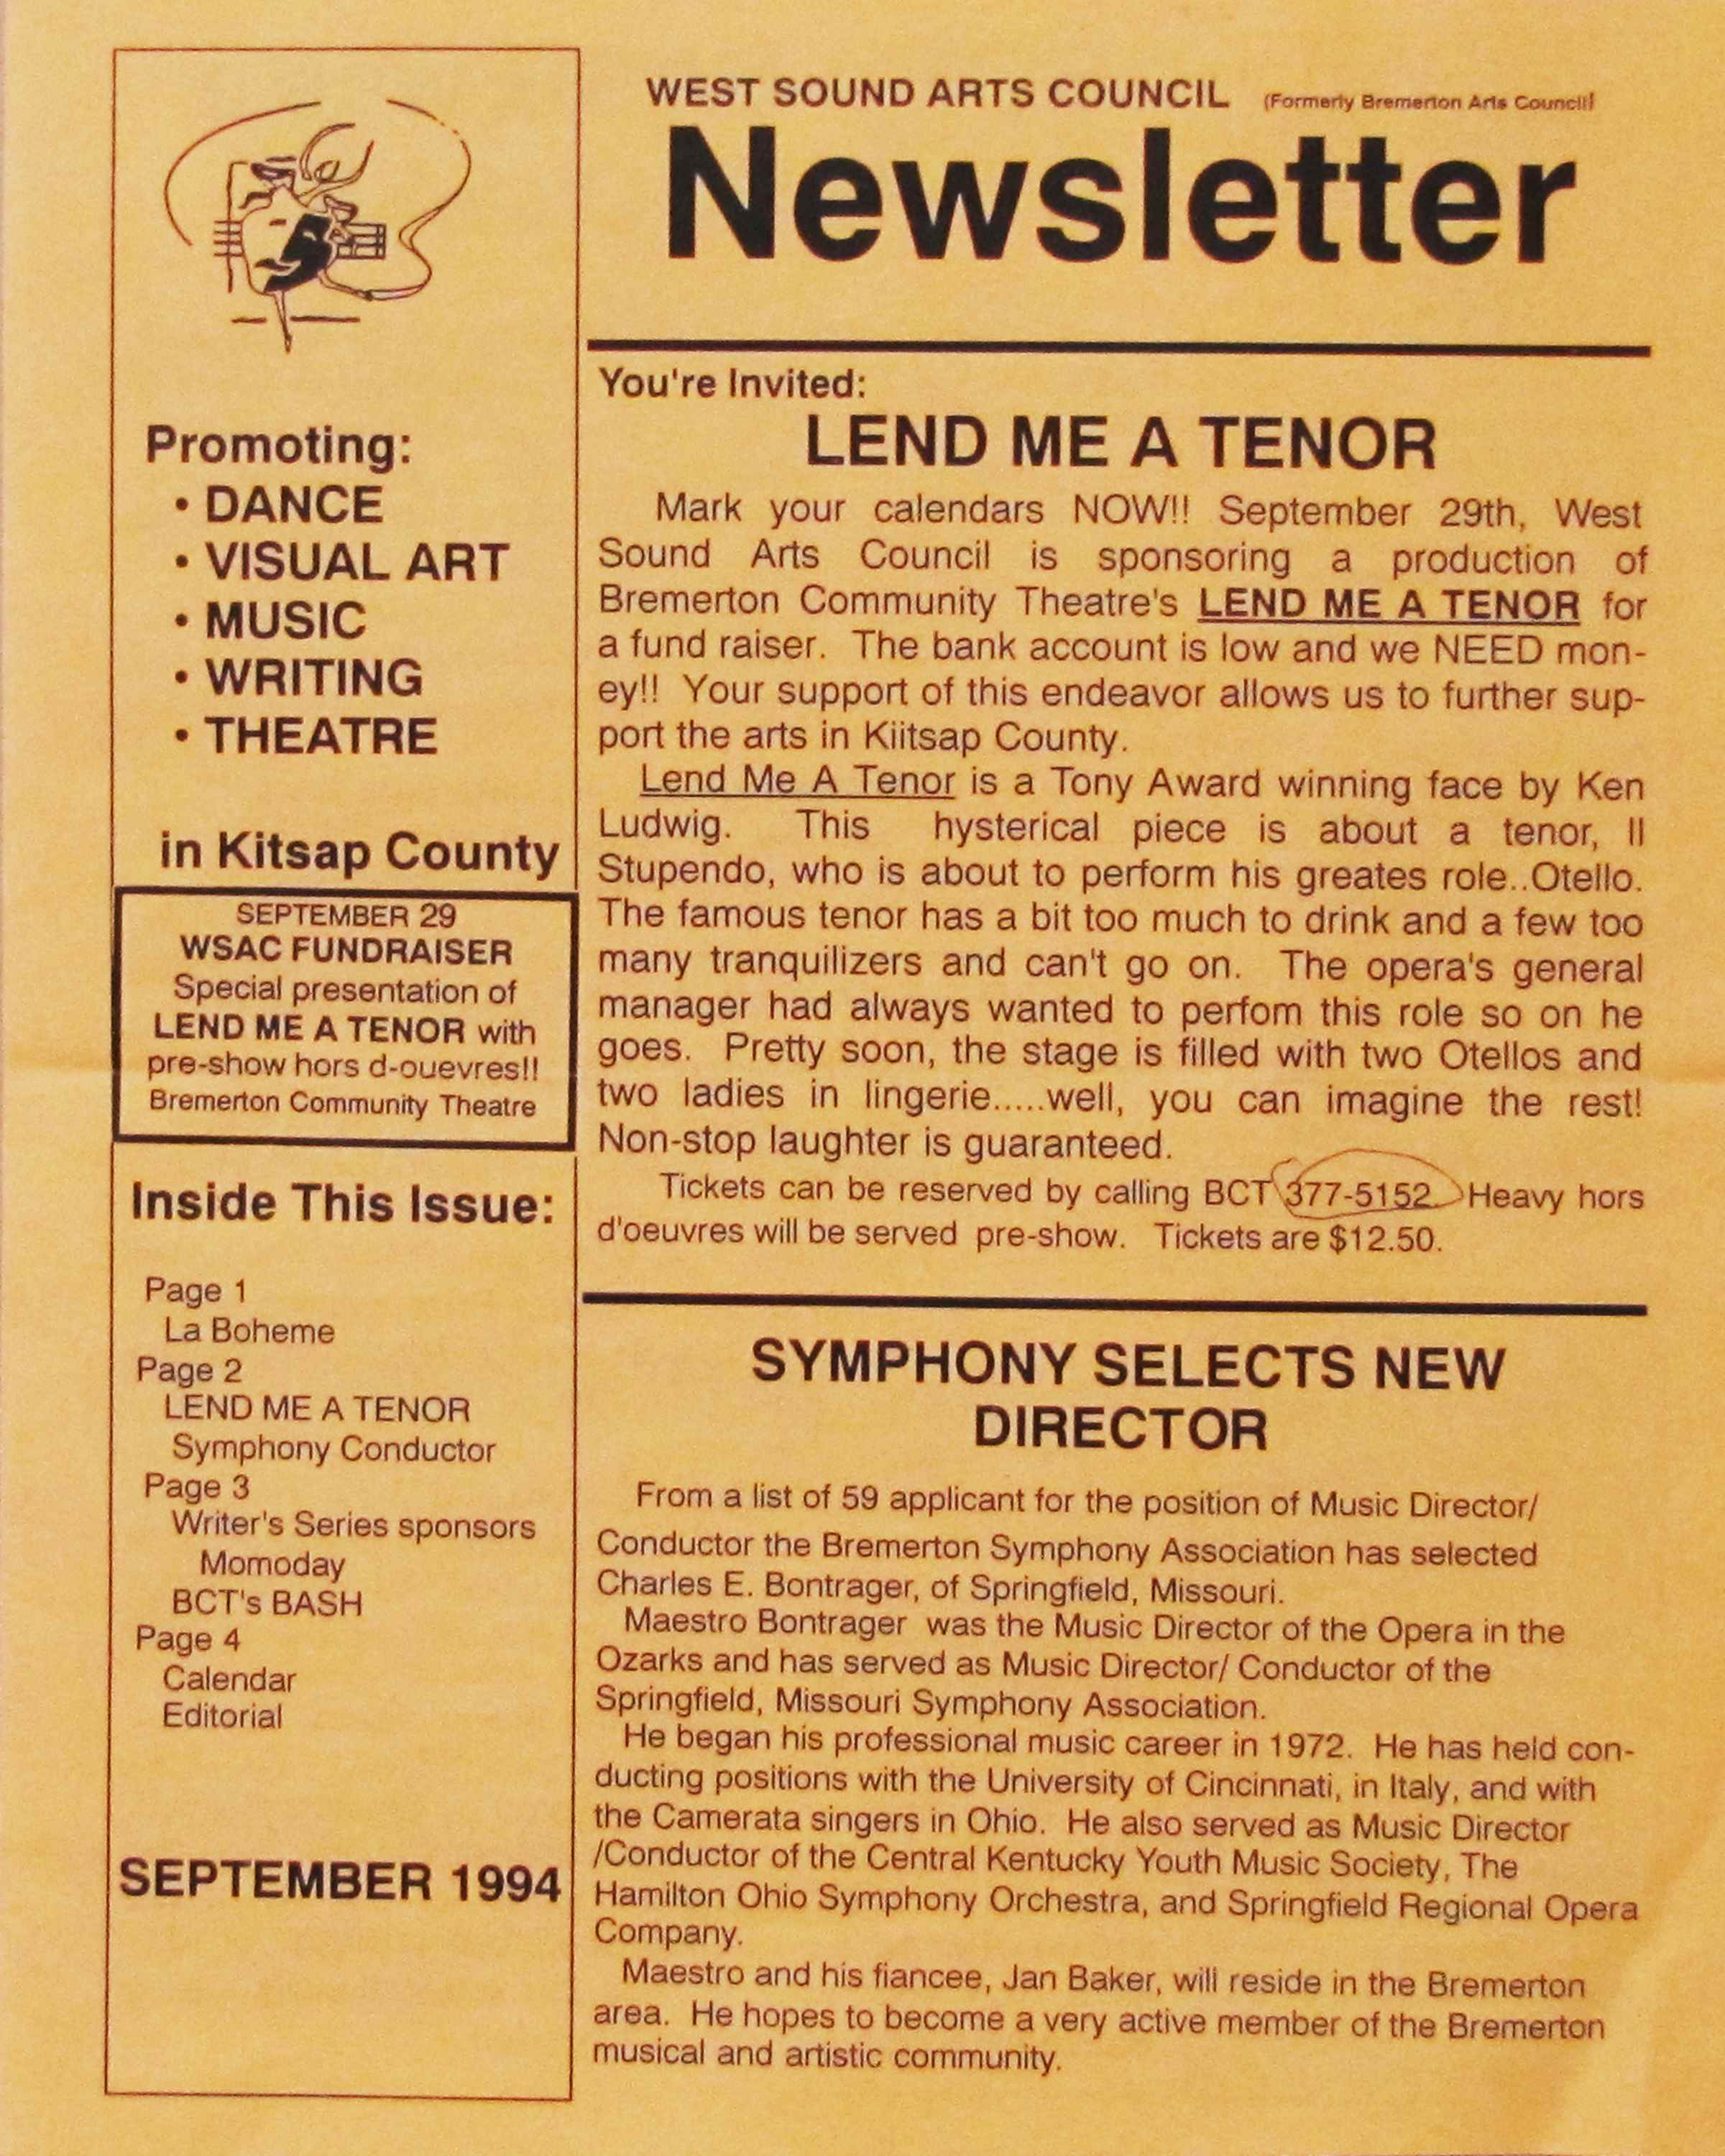 WEST SOUND ARTS COUNCIL (Formerly Bremerton Arts Council)
Newsletter
Promoting:
• DANCE
• VISUAL ART
• MUSIC
• WRITING
• THEATRE
in Kitsap County
SEPTEMBER 29
WSAC FUNDRAISER
Special presentation of
LEND ME A TENOR with
pre-show hors d-ouevres!!
Bremerton Community Theatre
Inside This Issue:
Page 1
La Boheme
Page 2
LEND ME A TENOR
Symphony Conductor
Page 3
Writer's Series sponsors
Momoday
BCT's BASH
Page 4
Calendar
Editorial
SEPTEMBER 1994
You're Invited:
LEND ME A TENOR
Mark your calendars NOW!! September 29th, West
Sound Arts Council is sponsoring a production of
Bremerton Community Theatre's LEND ME A TENOR for
a fund raiser. The bank account is low and we NEED mon-
ey!! Your support of this endeavor allows us to further sup-
port the arts in Kiitsap County.
Lend Me A Tenor is a Tony Award winning face by Ken
Ludwig. This hysterical piece is about a tenor, Il
Stupendo, who is about to perform his greates role..Otello.
The famous tenor has a bit too much to drink and a few too
many tranquilizers and can't go on. The opera's general
manager had always wanted to perfom this role so on he
goes. Pretty soon, the stage is filled with two Otellos and
two ladies in lingerie.....well, you can imagine the rest!
Non-stop laughter is guaranteed.
Tickets can be reserved by calling BCT 377-5152. Heavy hors
d'oeuvres will be served pre-show. Tickets are $12.50.
SYMPHONY SELECTS NEW
DIRECTOR
From a list of 59 applicant for the position of Music Director/
Conductor the Bremerton Symphony Association has selected
Charles E. Bontrager, of Springfield, Missouri.
Maestro Bontrager was the Music Director of the Opera in the
Ozarks and has served as Music Director/ Conductor of the
Springfield, Missouri Symphony Association.
He began his professional music career in 1972. He has held con-
ducting positions with the University of Cincinnati, in Italy, and with
the Camerata singers in Ohio. He also served as Music Director
/Conductor of the Central Kentucky Youth Music Society, The
Hamilton Ohio Symphony Orchestra, and Springfield Regional Opera
Company.
Maestro and his fiancee, Jan Baker, will reside in the Bremerton
area. He hopes to become a very active member of the Bremerton
musical and artistic community.